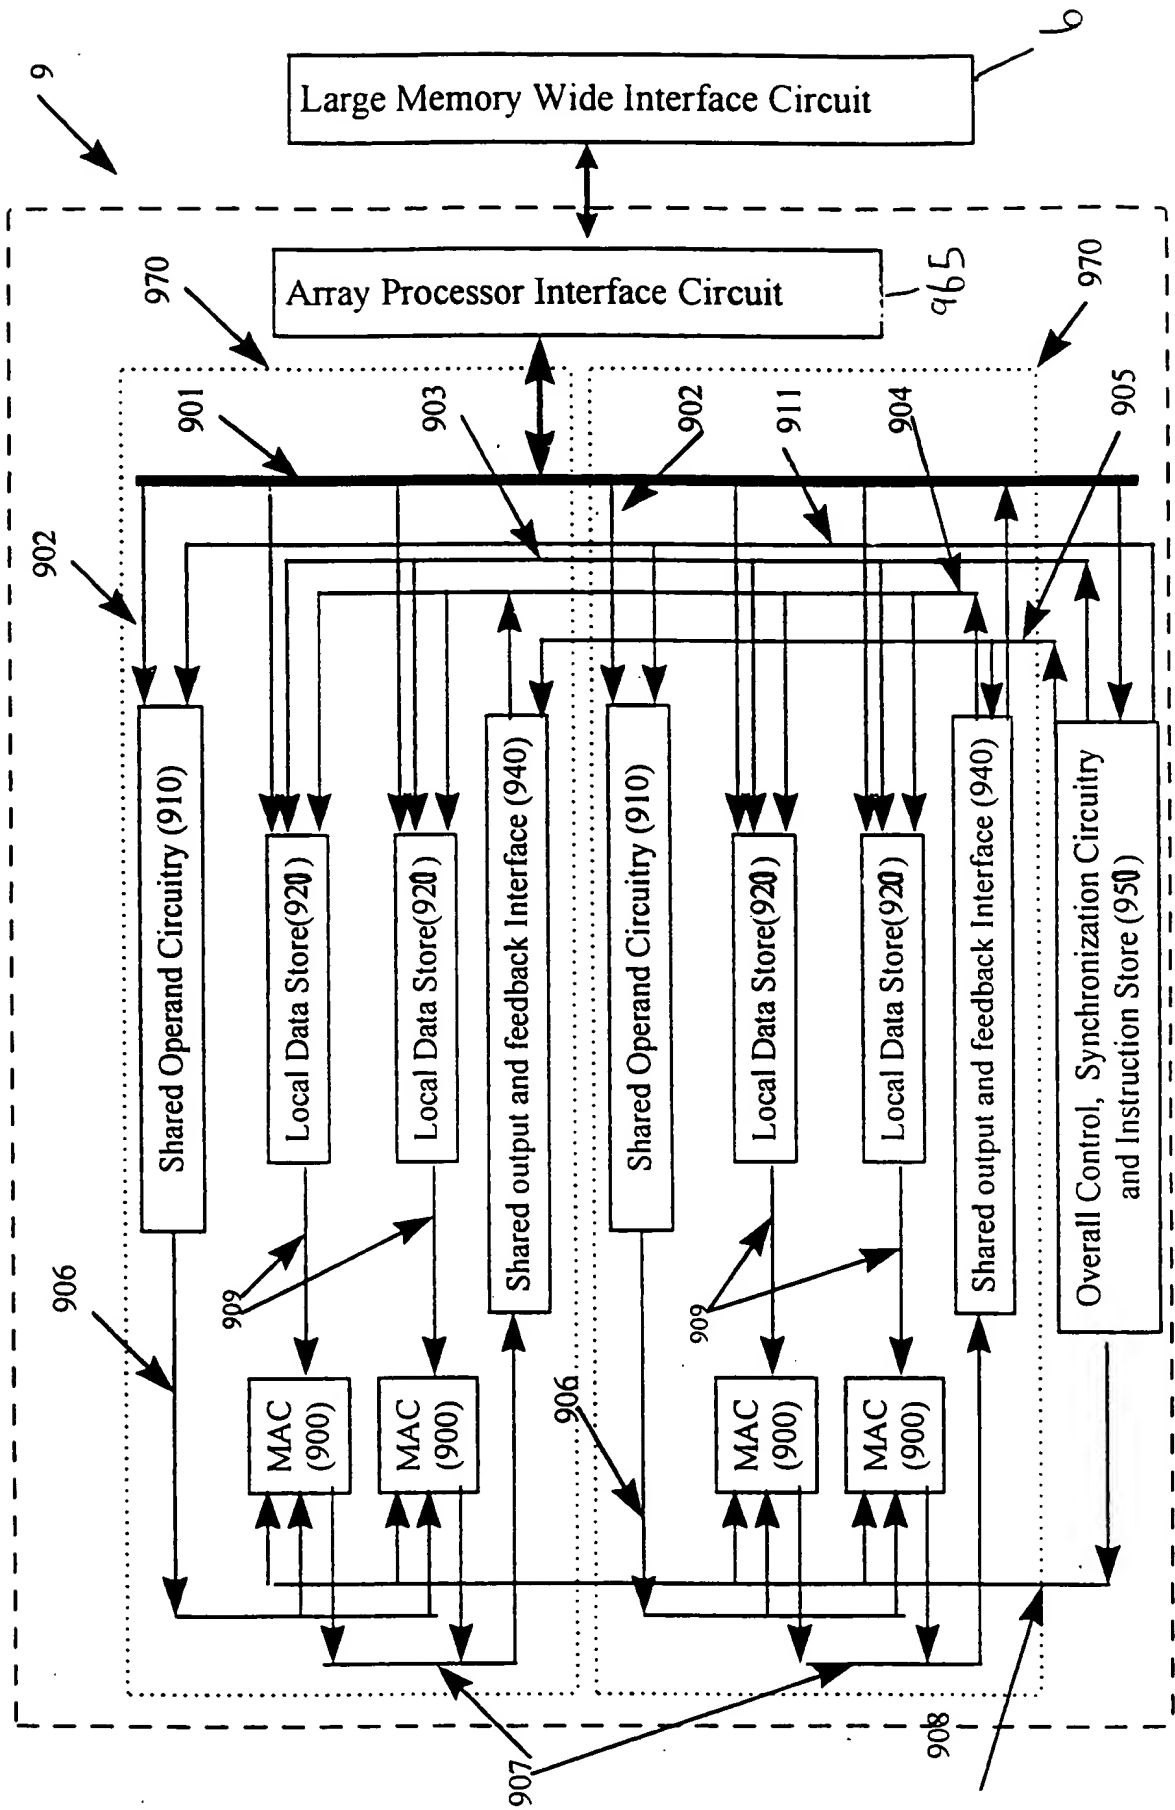 9
6
Large Memory Wide Interface Circuit
Array Processor Interface Circuit
965
970
970
901
903
902
911
904
905
902
Shared Operand Circuitry (910)
Local Data Store(920)
Local Data Store(920)
Shared output and feedback Interface (940)
Shared Operand Circuitry (910)
Local Data Store(920)
Local Data Store(920)
Shared output and feedback Interface (940)
Overall Control, Synchronization Circuitry
and Instruction Store (950)
906
909
906
909
MAC
(900)
MAC
(900)
MAC
(900)
MAC
(900)
907
908